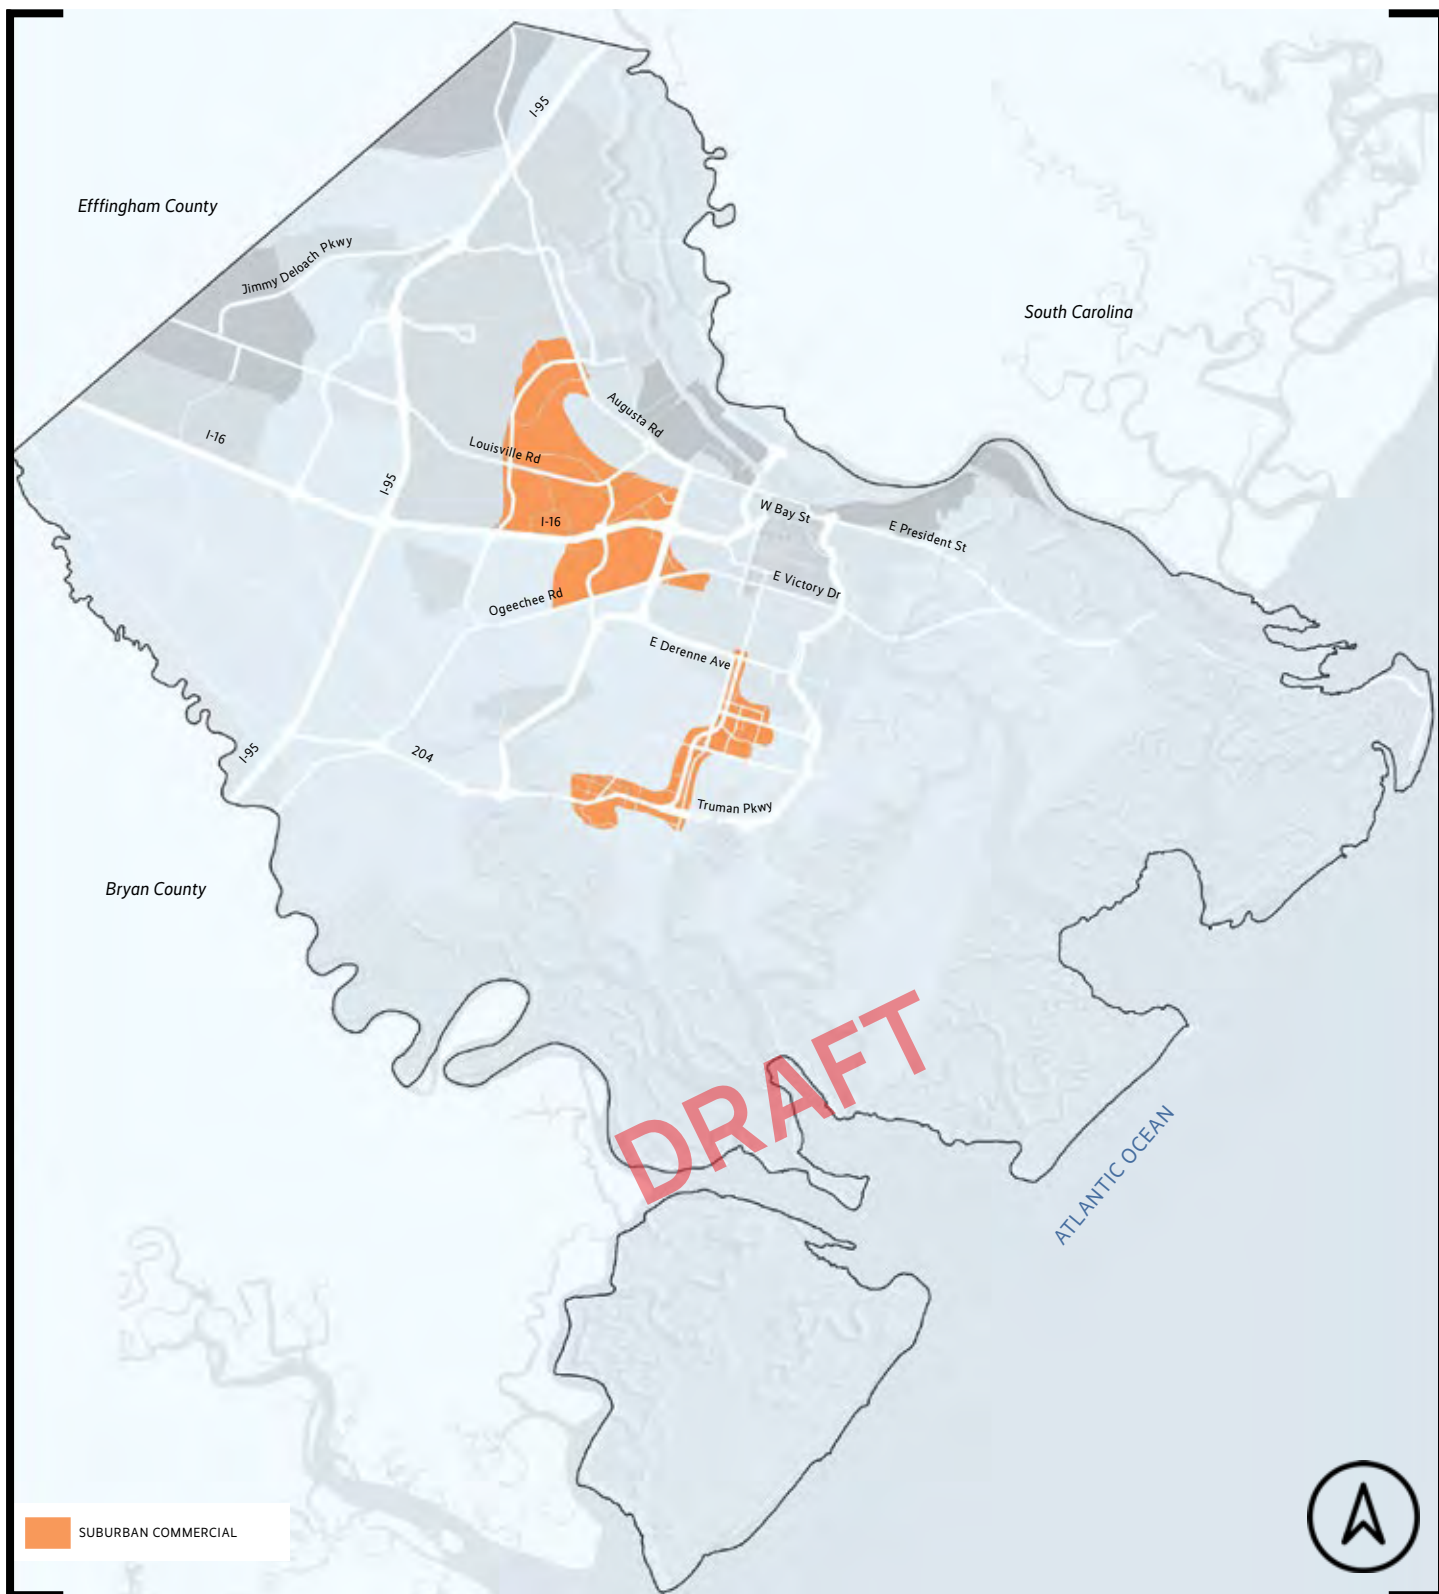 I-95
Efffingham County
Jimmy Deloach Pkwy
South Carolina
Augusta Rd
I-16
Louisville Rd
I-95
I-16
W Bay St
E President St
E Victory Dr
Ogeechee Rd
E Derenne Ave
I-95
204
Truman Pkwy
Bryan County
DRAFT
ATLANTIC OCEAN
SUBURBAN COMMERCIAL